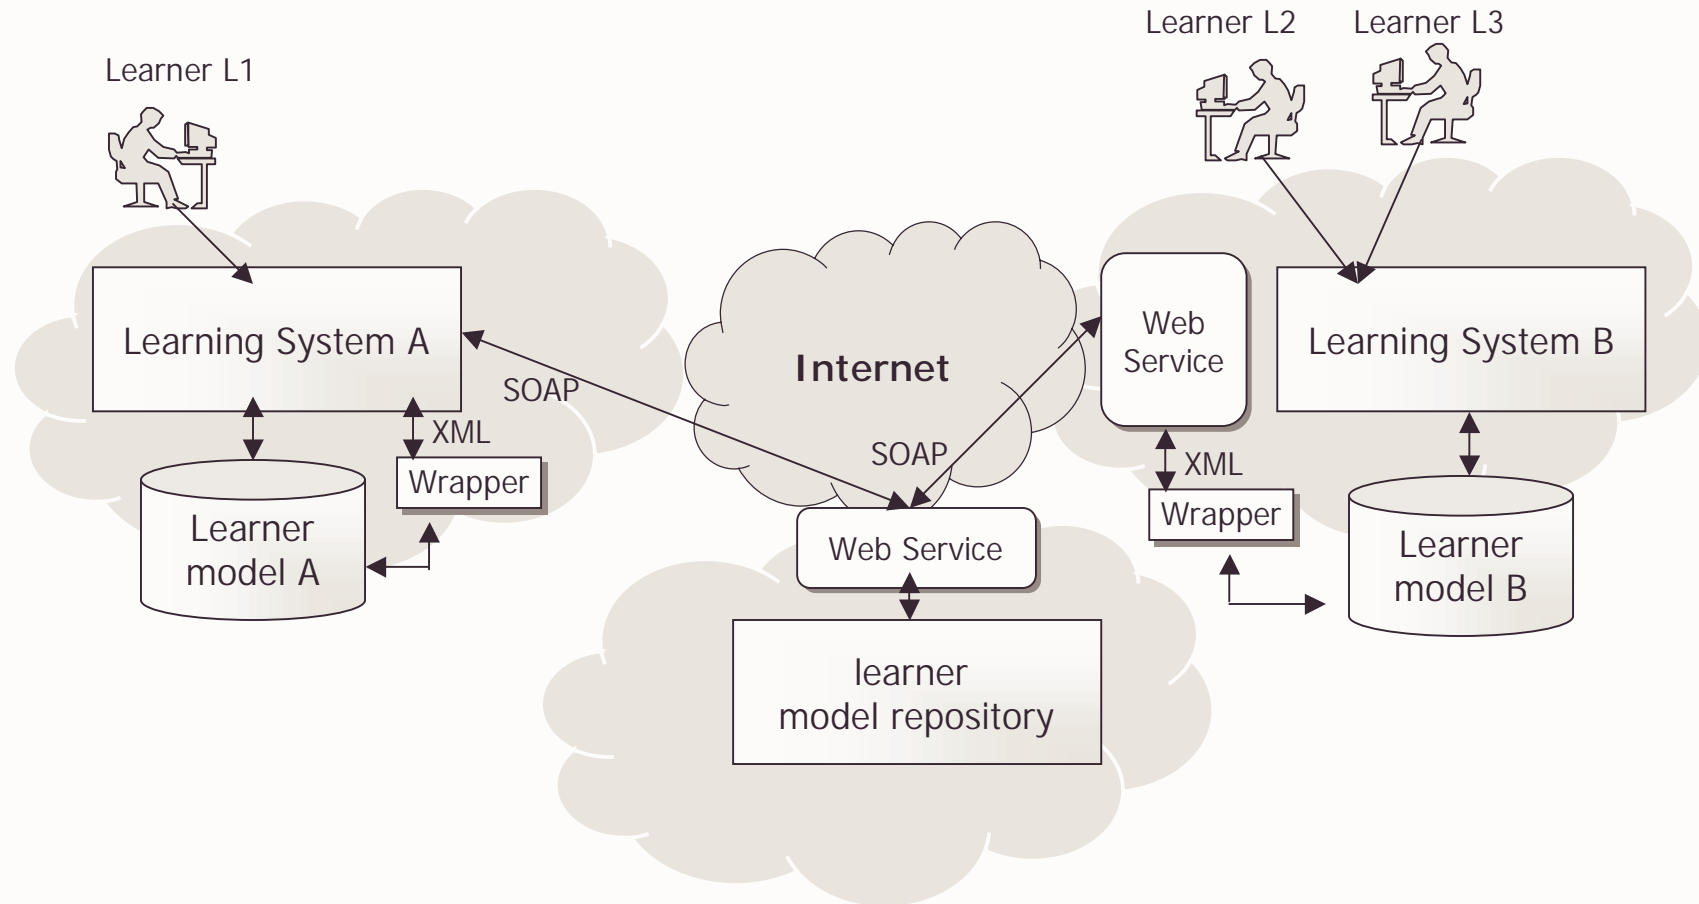 Learner L1
Learner L2
Learner L3
Learning System A
SOAP
XML
Wrapper
Learner
model A
Internet
SOAP
Web Service
learner
model repository
Web
Service
XML
Wrapper
Learning System B
Learner
model B